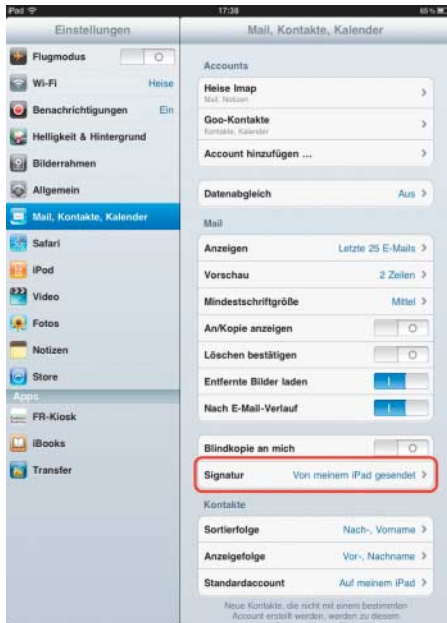 iPad 17:38 85 %
Einstellungen
Flugmodus
Wi-Fi Heise
Benachrichtigungen Ein
Helligkeit & Hintergrund
Bilderrahmen
Allgemein
Mail, Kontakte, Kalender
Safari
iPod
Video
Fotos
Notizen
Store
Apps
FR-Kiosk
iBooks
Transfer
Mail, Kontakte, Kalender
Accounts
Heise Imap
Mail, Notizen
Goo-Kontakte
Kontakte, Kalender
Account hinzufügen ...
Datenabgleich Aus
Mail
Anzeigen Letzte 25 E-Mails
Vorschau 2 Zeilen
Mindestschriftgröße Mittel
An/Kopie anzeigen
Löschen bestätigen
Entfernte Bilder laden
Nach E-Mail-Verlauf
Blindkopie an mich
Signatur Von meinem iPad gesendet
Kontakte
Sortierfolge Nach-, Vorname
Anzeigefolge Vor-, Nachname
Standardaccount Auf meinem iPad
Neue Kontakte, die nicht mit einem bestimmten
Account erstellt werden, werden zu diesem